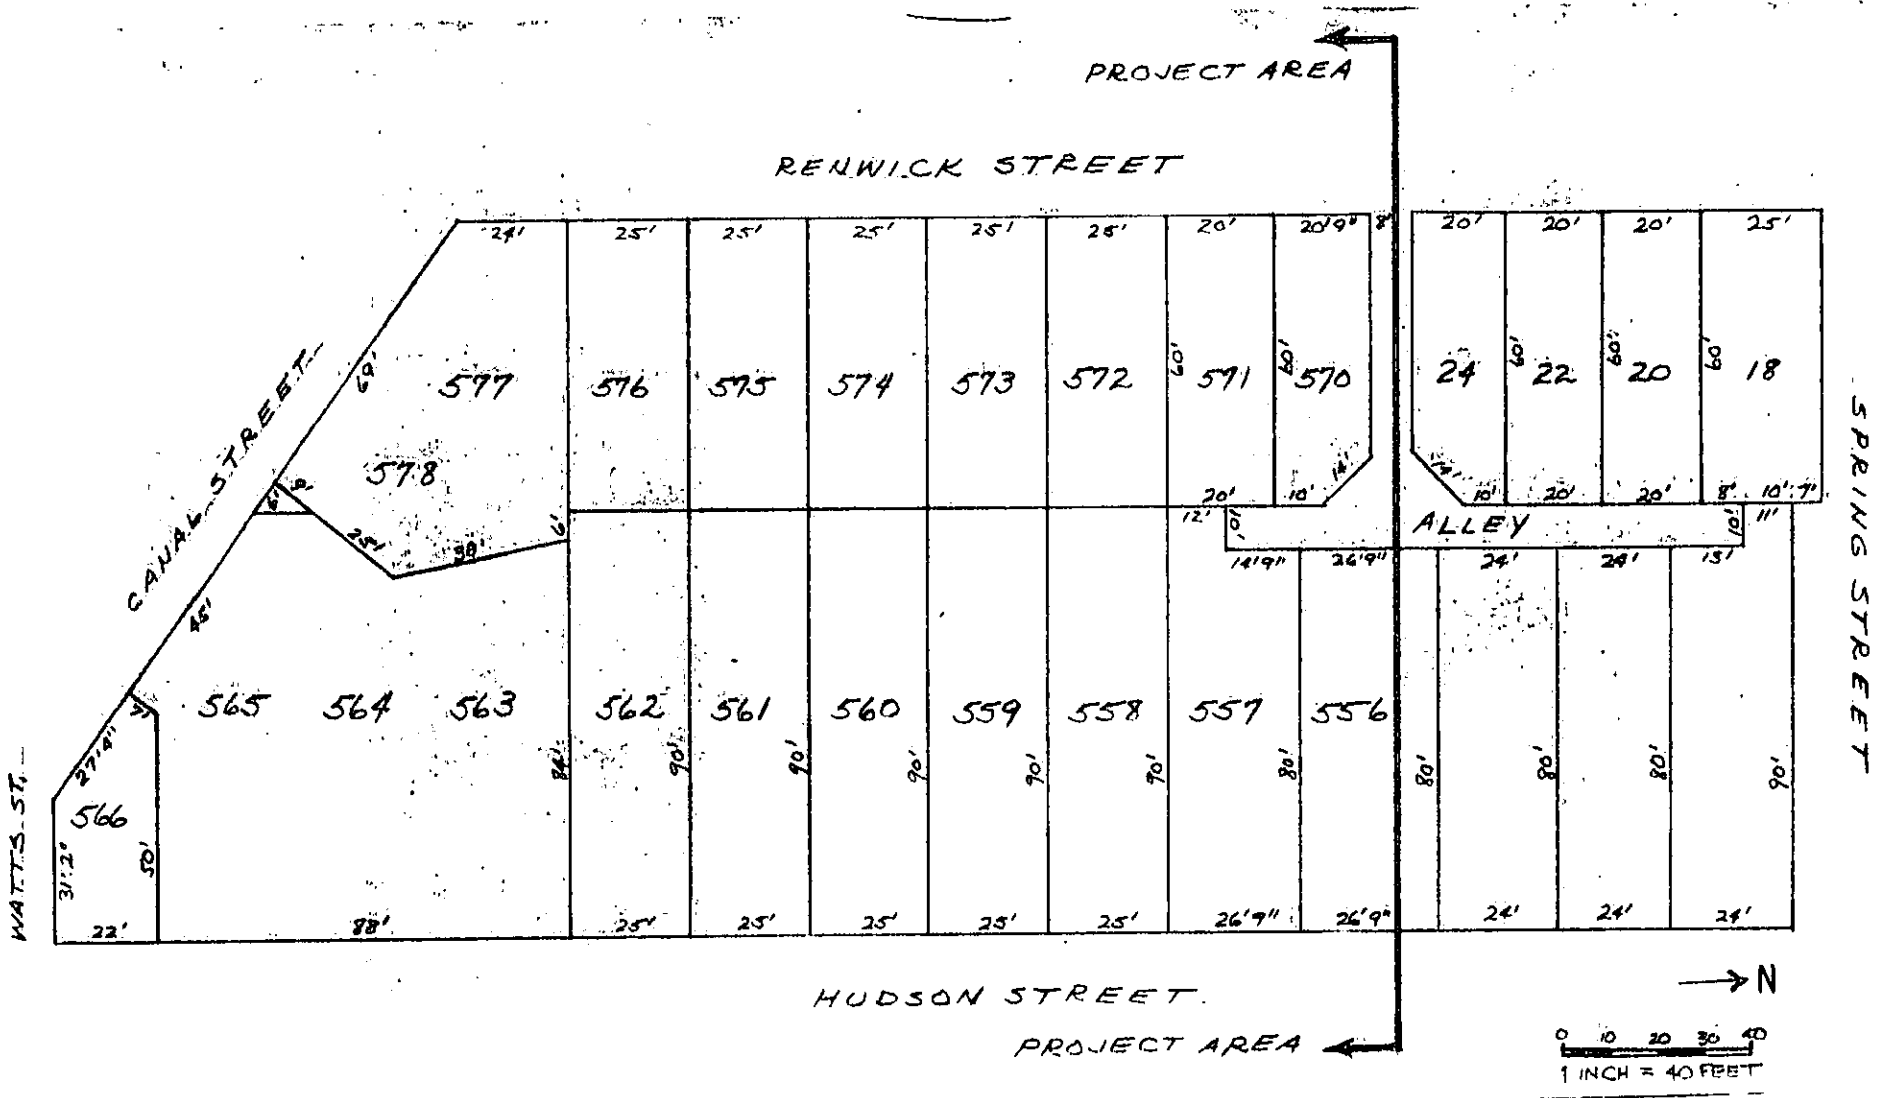 PROJECT AREA
RENWICK STREET
24' 25' 25' 25' 25' 25' 20' 20'9" 8' 20' 20' 20' 25'
CANAL STREET
69'
577 576 575 574 573 572 60' 571 60' 570 24 60' 22 60' 20 60' 18
578
SPRING STREET
6' 9' 25' 38' 6'
20' 10' 14' 14' 10' 20' 20' 8' 10' 7'
12' 10' ALLEY 10' 11'
14'9" 26'9" 24' 24' 13'
45'
565 564 563 562 561 560 559 558 557 556
27'4"
84' 90' 90' 90' 90' 90' 80' 80' 80' 80' 90'
WATTS ST.
566
31'2" 50'
22' 88' 25' 25' 25' 25' 25' 26'9" 26'9" 24' 24' 24'
HUDSON STREET.
N
PROJECT AREA
0 10 20 30 40
1 INCH = 40 FEET